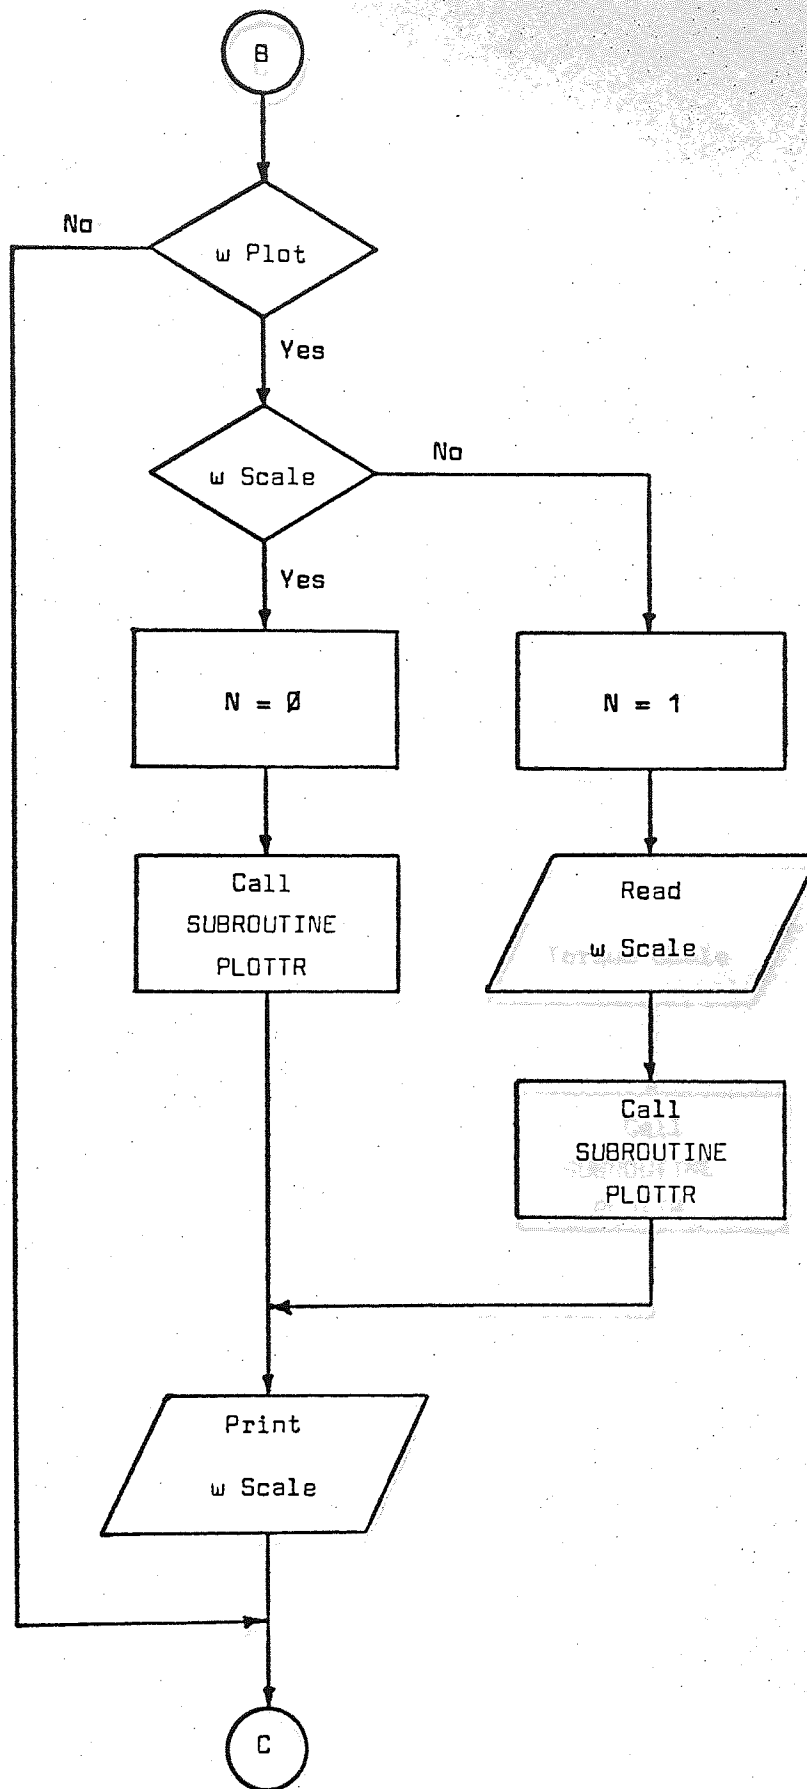 B
No
ω Plot
Yes
No
ω Scale
Yes
N = Ø
N = 1
Call
SUBROUTINE
PLOTTR
Read
ω Scale
Call
SUBROUTINE
PLOTTR
Print
ω Scale
C